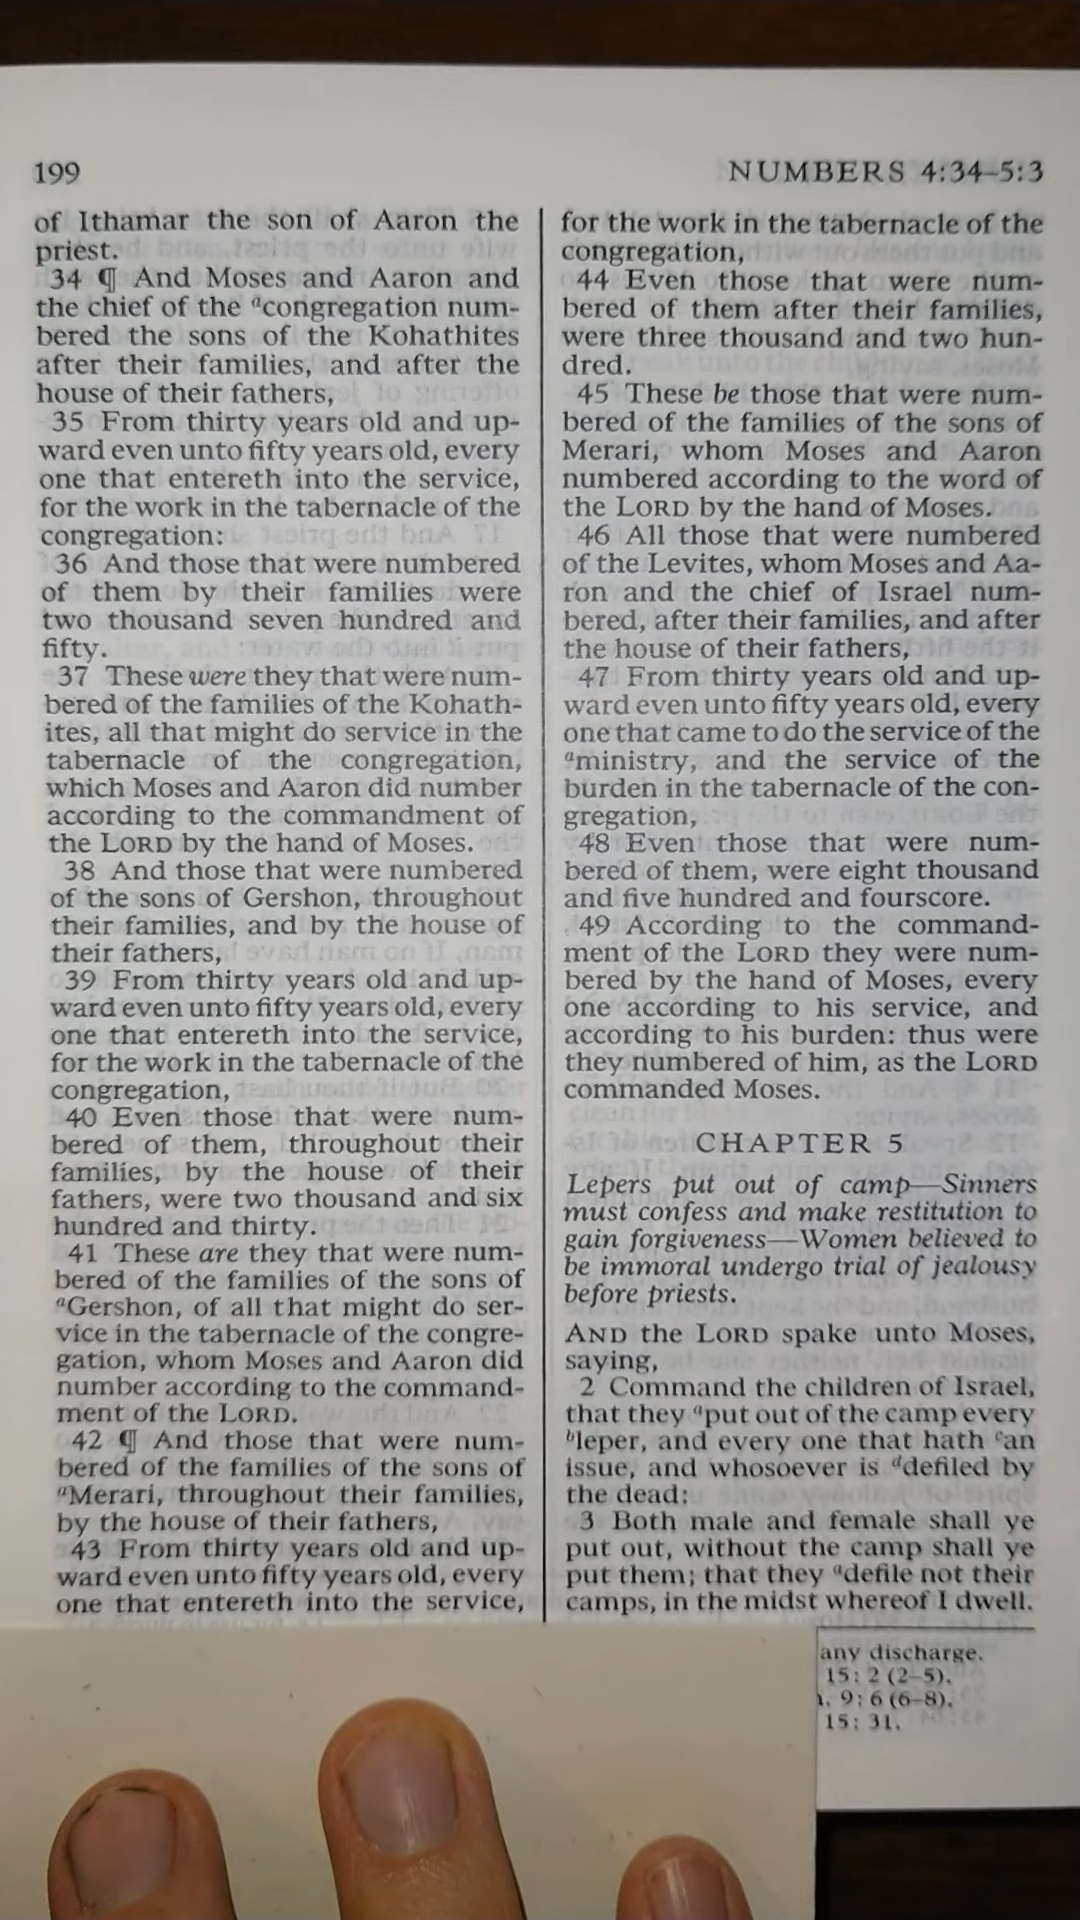 199
NUMBERS 4:34–5:3
of Ithamar the son of Aaron the
priest.
34 ¶ And Moses and Aaron and
the chief of the ᵃcongregation num-
bered the sons of the Kohathites
after their families, and after the
house of their fathers,
35 From thirty years old and up-
ward even unto fifty years old, every
one that entereth into the service,
for the work in the tabernacle of the
congregation:
36 And those that were numbered
of them by their families were
two thousand seven hundred and
fifty.
37 These were they that were num-
bered of the families of the Kohath-
ites, all that might do service in the
tabernacle of the congregation,
which Moses and Aaron did number
according to the commandment of
the LORD by the hand of Moses.
38 And those that were numbered
of the sons of Gershon, throughout
their families, and by the house of
their fathers,
39 From thirty years old and up-
ward even unto fifty years old, every
one that entereth into the service,
for the work in the tabernacle of the
congregation,
40 Even those that were num-
bered of them, throughout their
families, by the house of their
fathers, were two thousand and six
hundred and thirty.
41 These are they that were num-
bered of the families of the sons of
ᵃGershon, of all that might do ser-
vice in the tabernacle of the congre-
gation, whom Moses and Aaron did
number according to the command-
ment of the LORD.
42 ¶ And those that were num-
bered of the families of the sons of
ᵃMerari, throughout their families,
by the house of their fathers,
43 From thirty years old and up-
ward even unto fifty years old, every
one that entereth into the service,
for the work in the tabernacle of the
congregation,
44 Even those that were num-
bered of them after their families,
were three thousand and two hun-
dred.
45 These be those that were num-
bered of the families of the sons of
Merari, whom Moses and Aaron
numbered according to the word of
the LORD by the hand of Moses.
46 All those that were numbered
of the Levites, whom Moses and Aa-
ron and the chief of Israel num-
bered, after their families, and after
the house of their fathers,
47 From thirty years old and up-
ward even unto fifty years old, every
one that came to do the service of the
ᵃministry, and the service of the
burden in the tabernacle of the con-
gregation,
48 Even those that were num-
bered of them, were eight thousand
and five hundred and fourscore.
49 According to the command-
ment of the LORD they were num-
bered by the hand of Moses, every
one according to his service, and
according to his burden: thus were
they numbered of him, as the LORD
commanded Moses.
CHAPTER 5
Lepers put out of camp—Sinners
must confess and make restitution to
gain forgiveness—Women believed to
be immoral undergo trial of jealousy
before priests.
AND the LORD spake unto Moses,
saying,
2 Command the children of Israel,
that they ᵃput out of the camp every
ᵇleper, and every one that hath ᶜan
issue, and whosoever is ᵈdefiled by
the dead:
3 Both male and female shall ye
put out, without the camp shall ye
put them; that they ᵃdefile not their
camps, in the midst whereof I dwell.
any discharge.
15: 2 (2–5).
9: 6 (6–8).
15: 31.